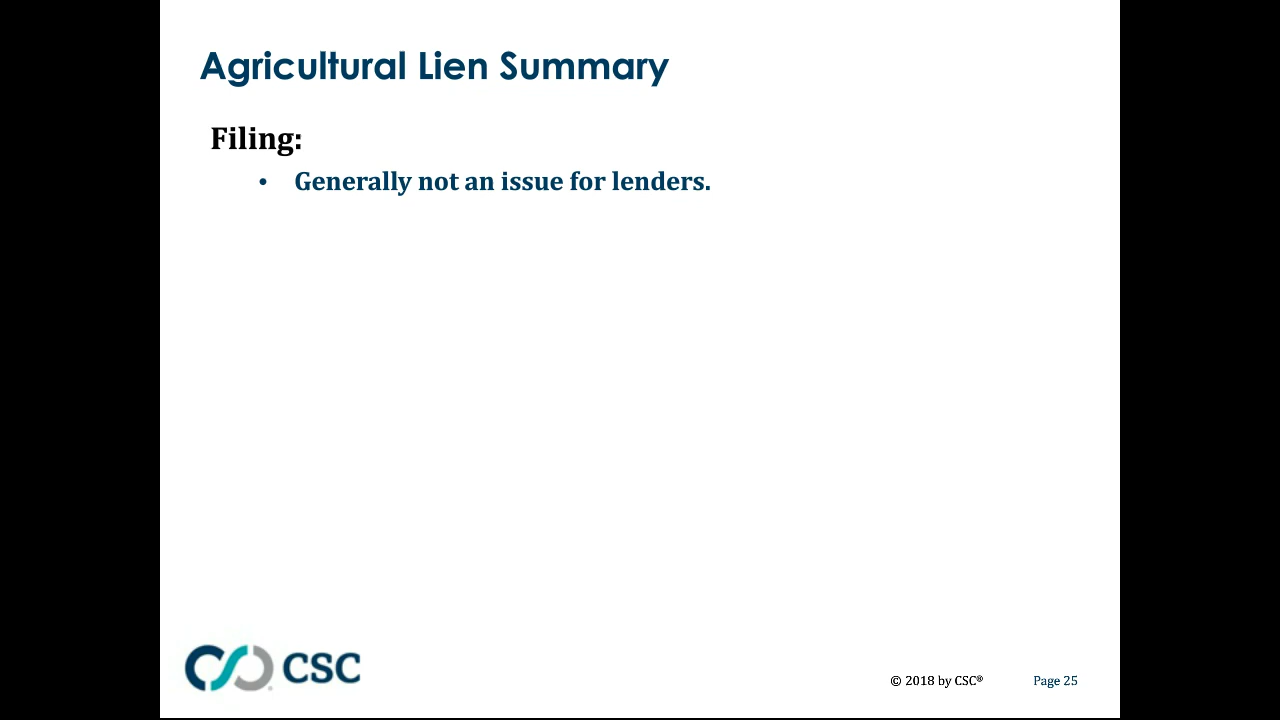 Agricultural Lien Summary
Filing:
• Generally not an issue for lenders.
CSC
© 2018 by CSC® Page 25